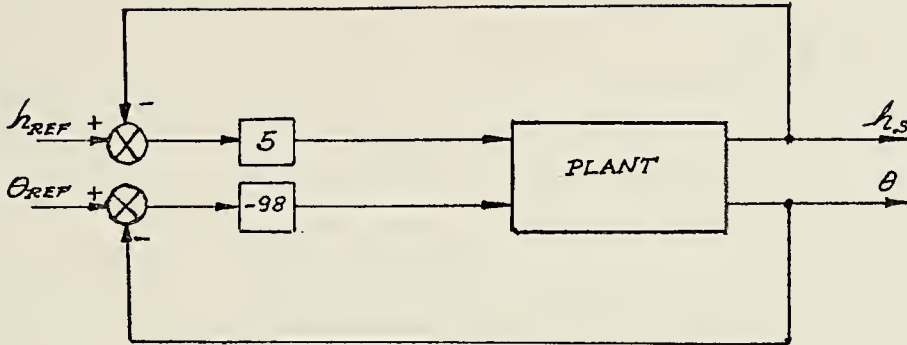 -
h_REF +
5
h_s
PLANT
θ_REF +
-98
θ
-